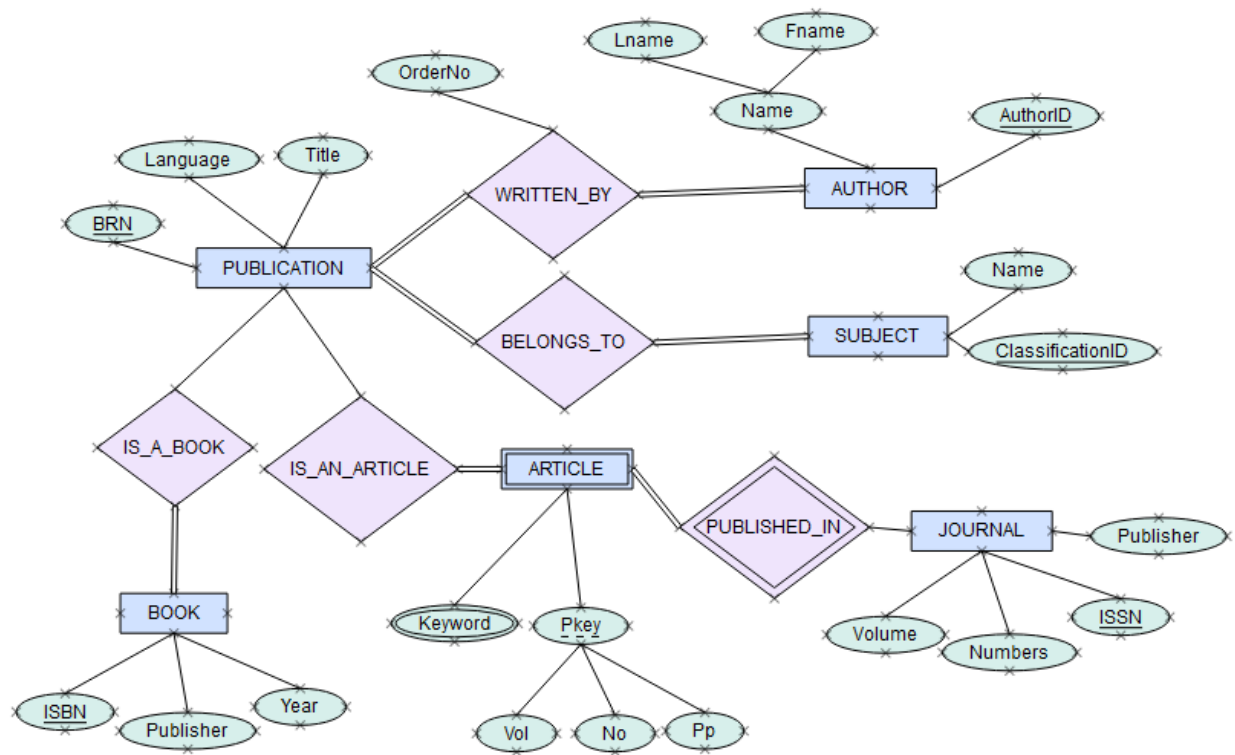 Lname
Fname
OrderNo
Name
AuthorID
Language
Title
WRITTEN_BY
AUTHOR
BRN
PUBLICATION
Name
BELONGS_TO
SUBJECT
ClassificationID
IS_A_BOOK
IS_AN_ARTICLE
ARTICLE
PUBLISHED_IN
JOURNAL
Publisher
BOOK
Keyword
Pkey
Volume
Numbers
ISSN
ISBN
Publisher
Year
Vol
No
Pp